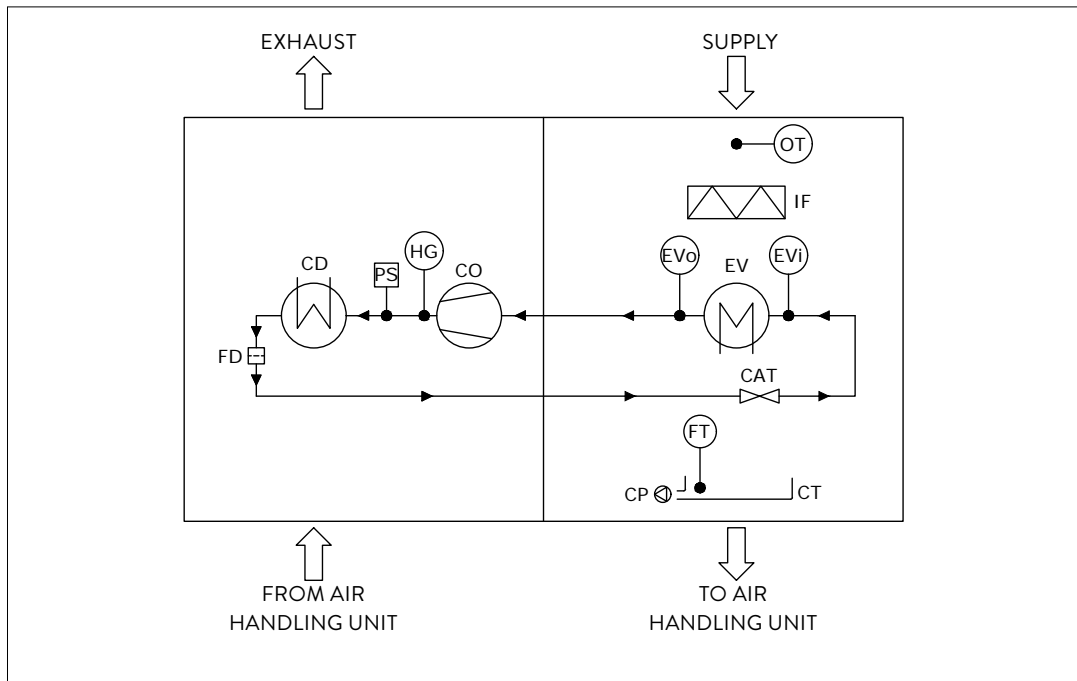 EXHAUST
SUPPLY
OT
IF
HG
EVo
EV
EVi
CD
PS
CO
FD
CAT
FT
CP
CT
FROM AIR
HANDLING UNIT
TO AIR
HANDLING UNIT